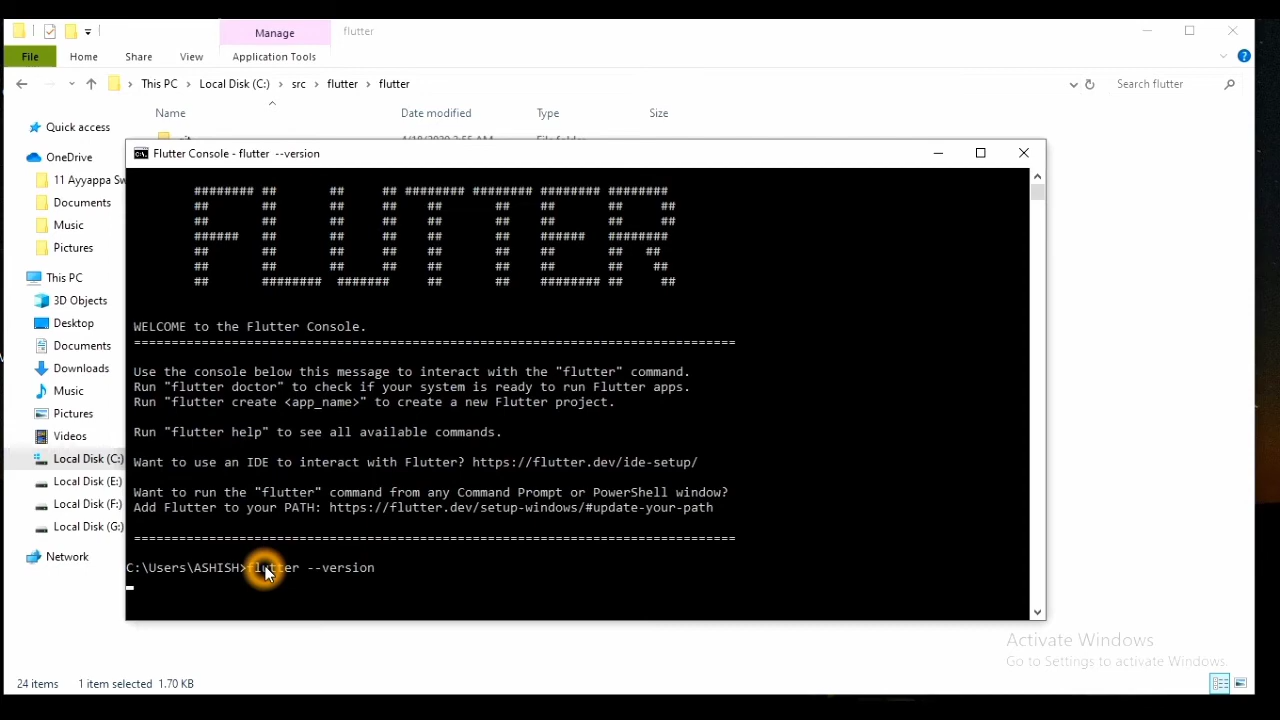 Manage
flutter
File
Home
Share
View
Application Tools
This PC
Local Disk (C:)
src
flutter
flutter
Search flutter
Name
Date modified
Type
Size
Quick access
OneDrive
11 Ayyappa Sw
Documents
Music
Pictures
This PC
3D Objects
Desktop
Documents
Downloads
Music
Pictures
Videos
Local Disk (C:)
Local Disk (E:)
Local Disk (F:)
Local Disk (G:)
Network
Flutter Console - flutter --version
FLUTTER
WELCOME to the Flutter Console.
================================================================================
Use the console below this message to interact with the "flutter" command.
Run "flutter doctor" to check if your system is ready to run Flutter apps.
Run "flutter create <app_name>" to create a new Flutter project.
Run "flutter help" to see all available commands.
Want to use an IDE to interact with Flutter? https://flutter.dev/ide-setup/
Want to run the "flutter" command from any Command Prompt or PowerShell window?
Add Flutter to your PATH: https://flutter.dev/setup-windows/#update-your-path
================================================================================
C:\Users\ASHISH>flutter --version
Activate Windows
Go to Settings to activate Windows.
24 items
1 item selected 1.70 KB